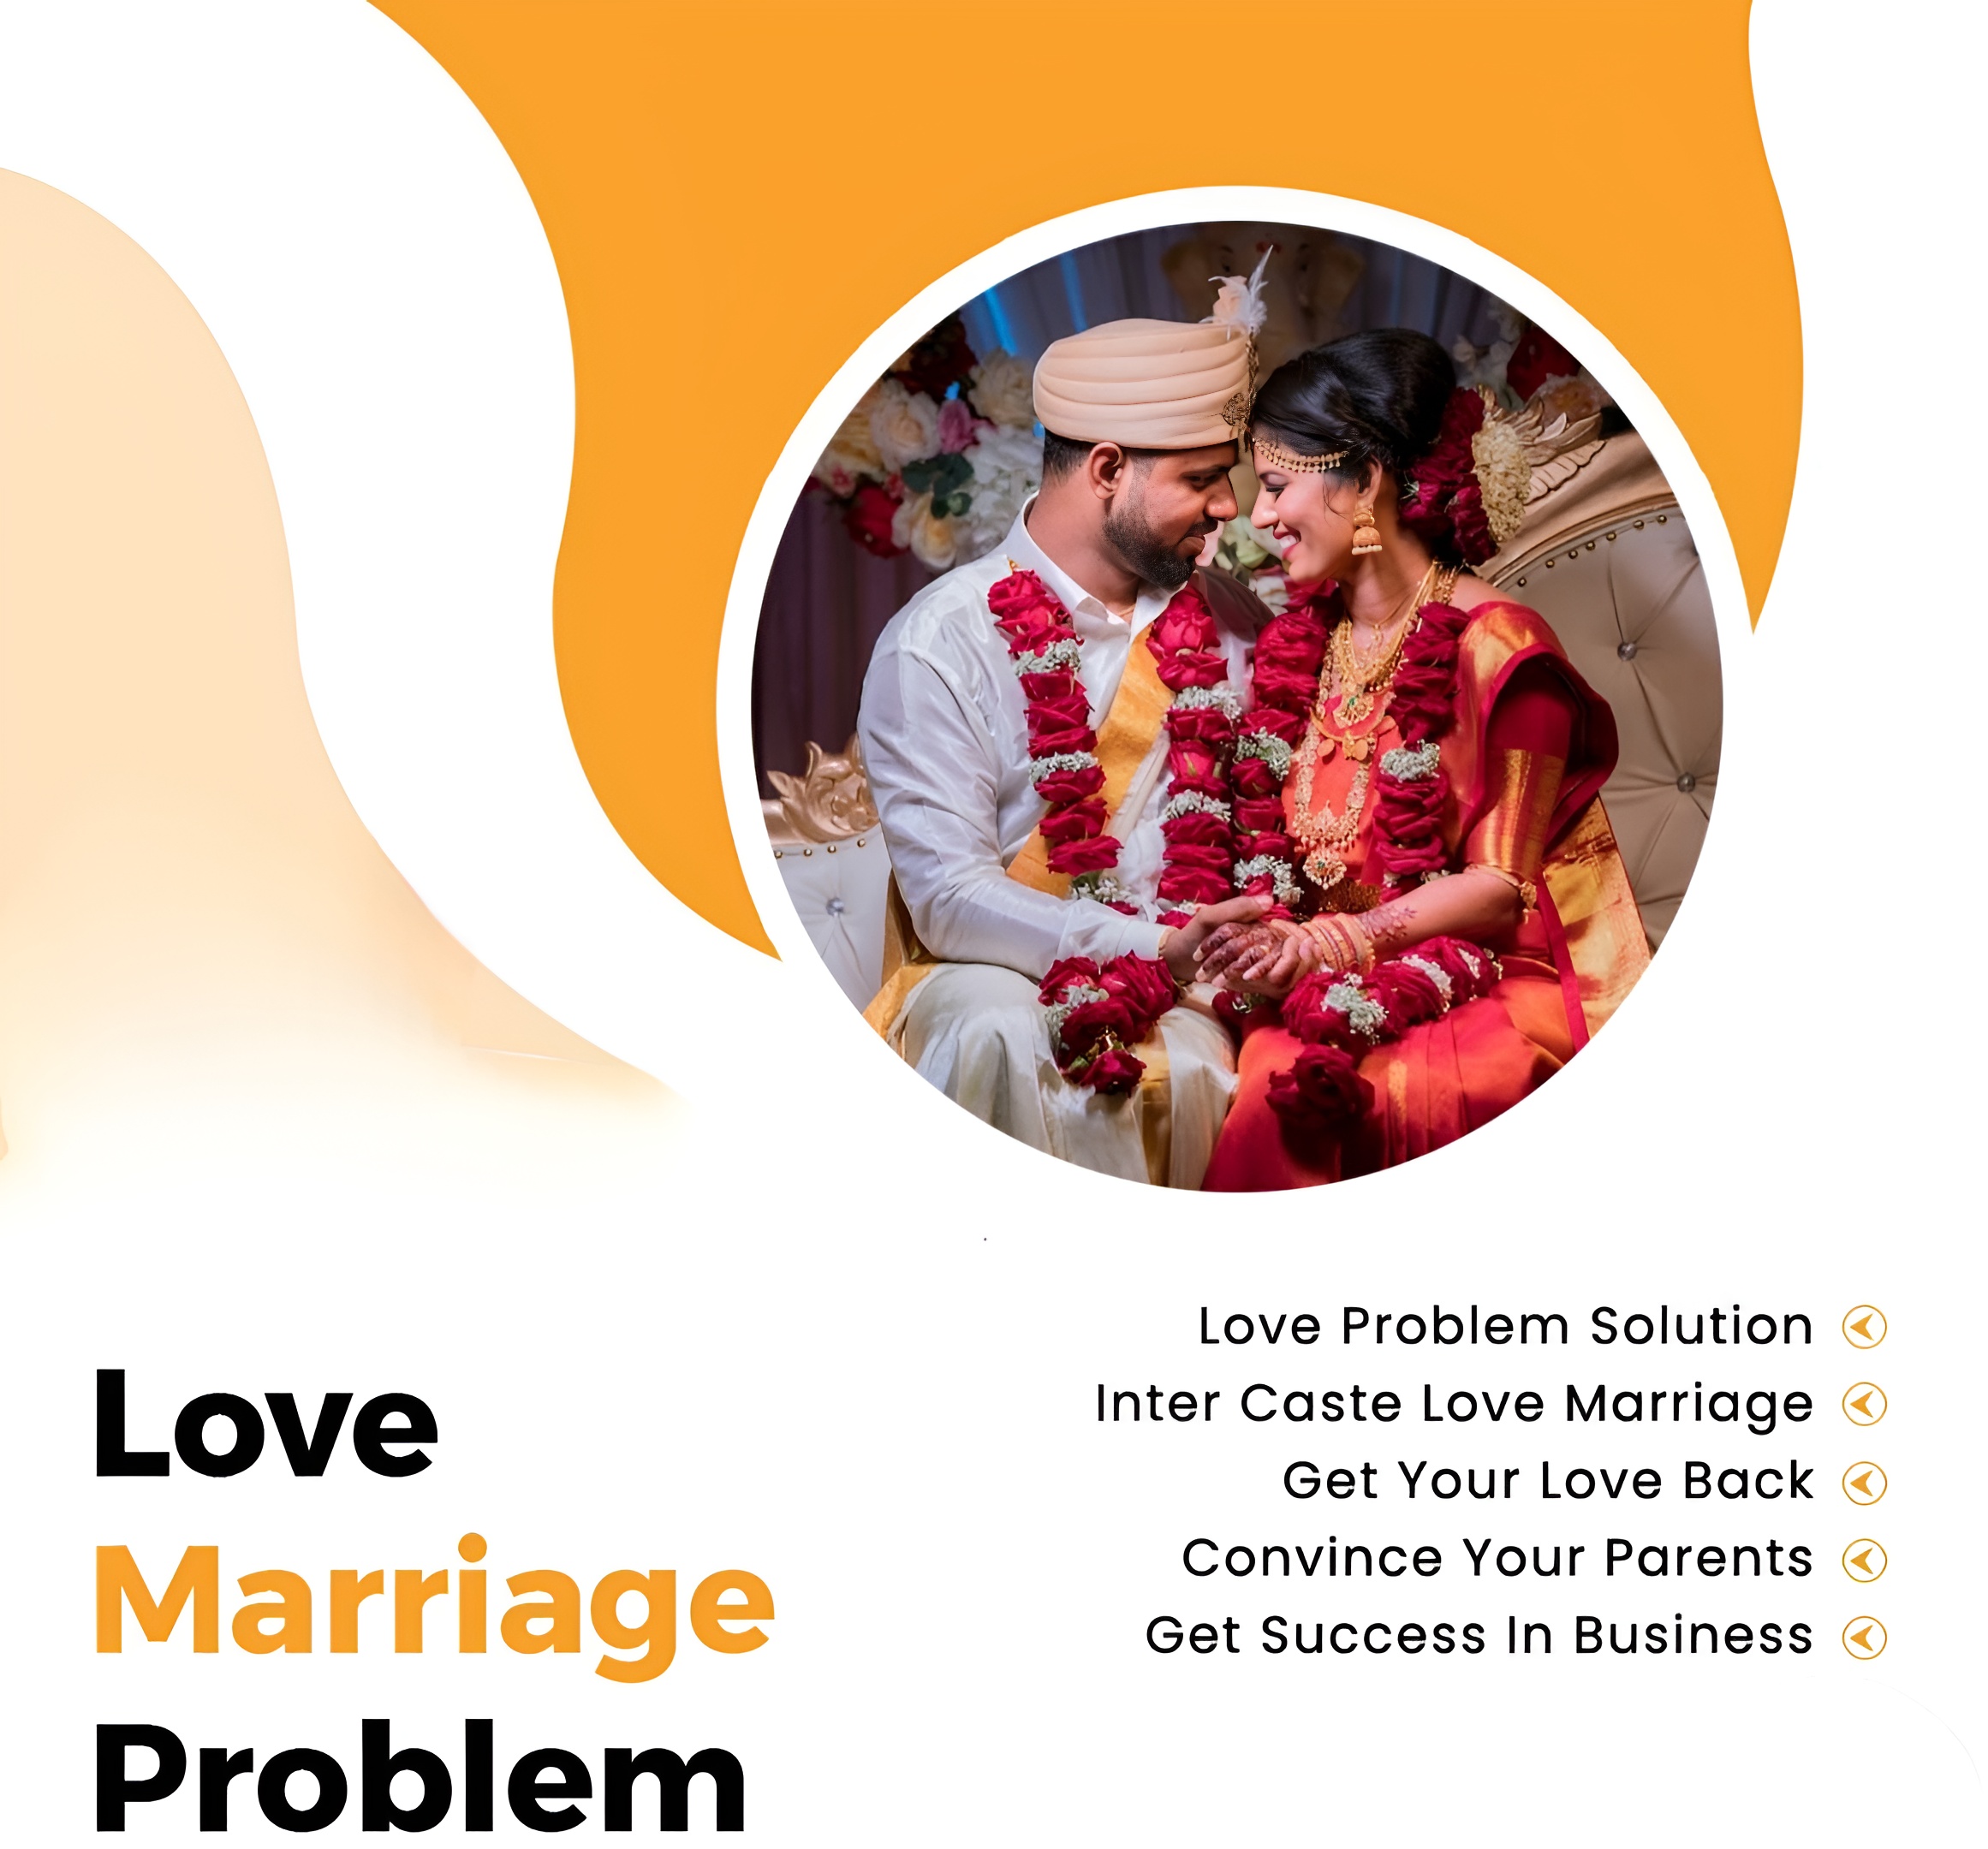 Love
Marriage
Problem
Love Problem Solution
Inter Caste Love Marriage
Get Your Love Back
Convince Your Parents
Get Success In Business